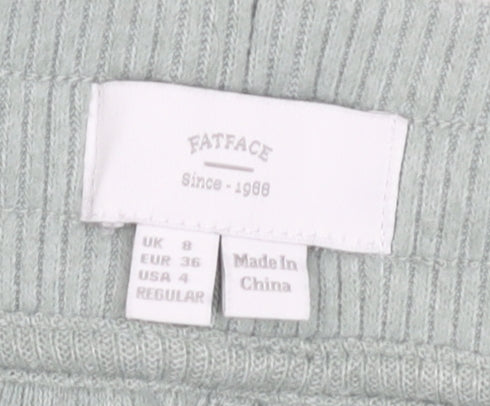 FATFACE
Since - 1988
UK 8
EUR 36
USA 4
REGULAR
Made In
China